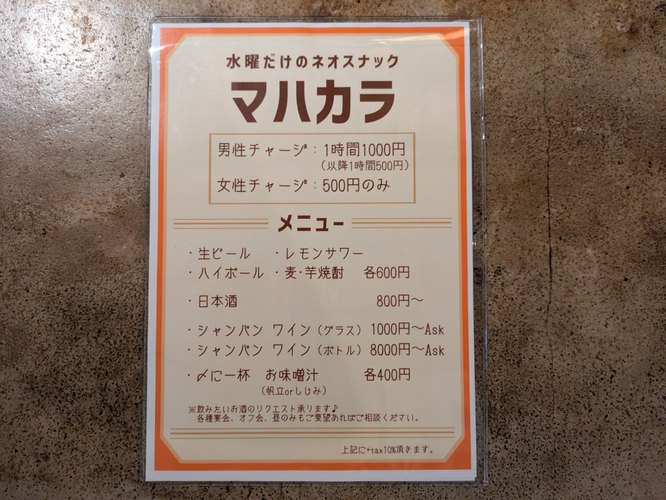 水曜だけのネオスナック
マハカラ
男性チャージ：1時間1000円
（以降1時間500円）
女性チャージ：500円のみ
メニュー
・生ビール ・レモンサワー
・ハイボール ・麦・芋焼酎 各600円
・日本酒 800円〜
・シャンパン ワイン（グラス） 1000円〜Ask
・シャンパン ワイン（ボトル） 8000円〜Ask
・〆に一杯 お味噌汁 各400円
（帆立orしじみ）
※飲みたいお酒のリクエスト承ります♪
各種宴会、オフ会、昼のみもご要望あればご相談ください。
上記に+tax10%頂きます。